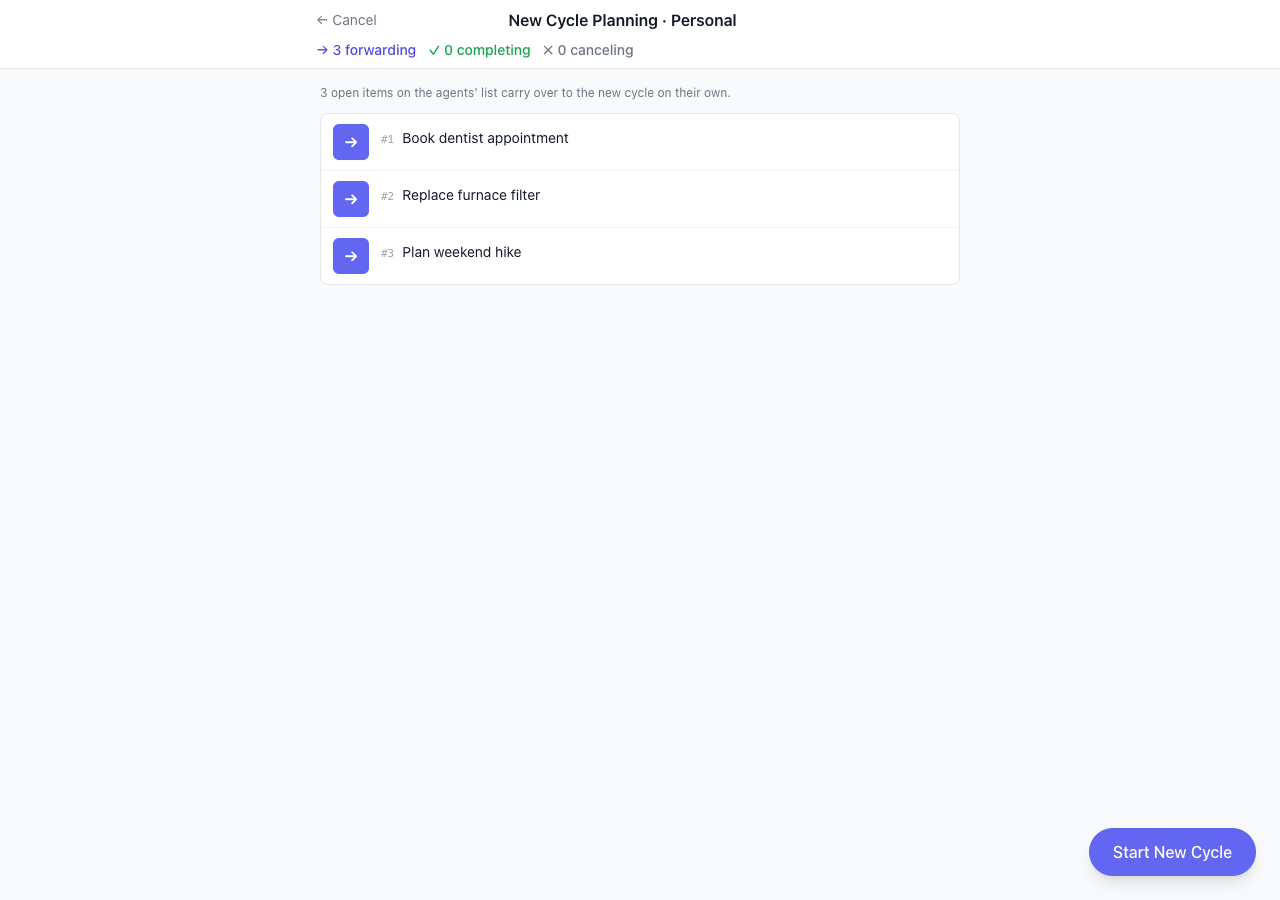 ← Cancel
New Cycle Planning · Personal
→ 3 forwarding ✓ 0 completing ✕ 0 canceling
3 open items on the agents' list carry over to the new cycle on their own.
→ #1 Book dentist appointment
→ #2 Replace furnace filter
→ #3 Plan weekend hike
Start New Cycle